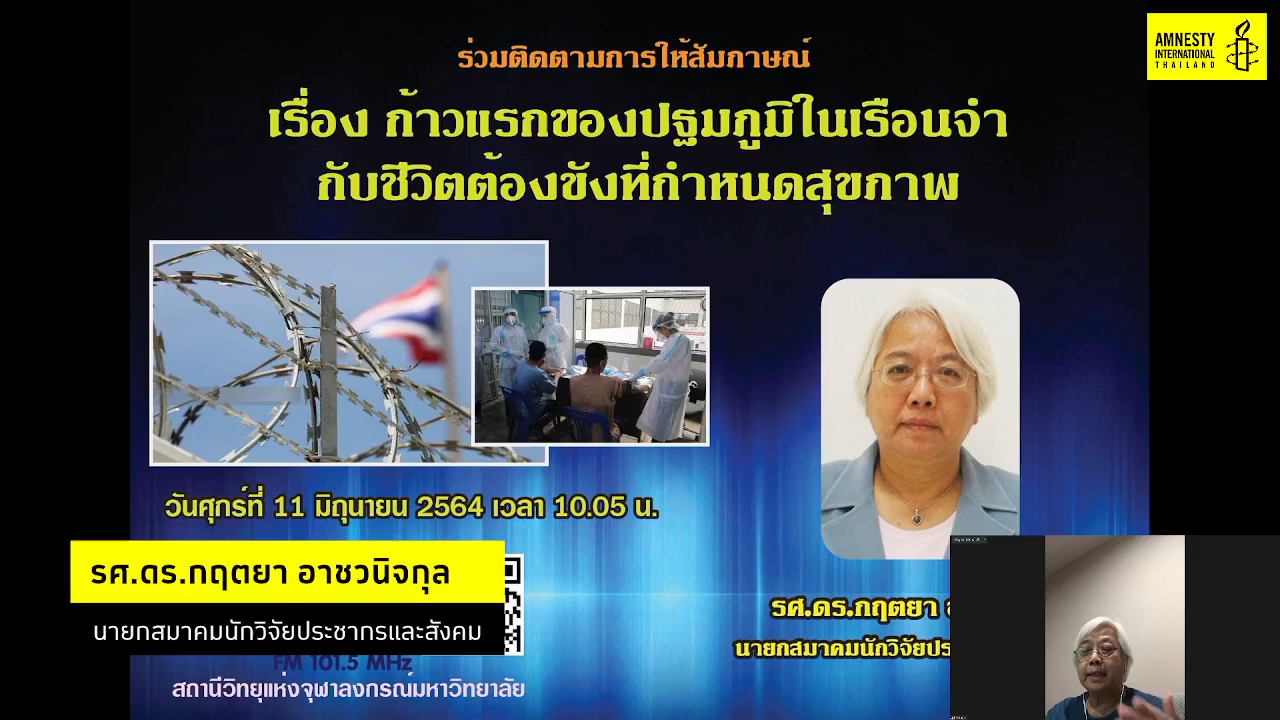 ร่วมติดตามการให้สัมภาษณ์
AMNESTY
INTERNATIONAL
THAILAND
เรื่อง ก้าวแรกของปฐมภูมิในเรือนจำ
กับชีวิตต้องขังที่กำหนดสุขภาพ
วันศุกร์ที่ 11 มิถุนายน 2564 เวลา 10.05 น.
รศ.ดร.กฤตยา อาชวนิจกุล
นายกสมาคมนักวิจัยประชากรและสังคม
FM 101.5 MHz
สถานีวิทยุแห่งจุฬาลงกรณ์มหาวิทยาลัย
รศ.ดร.กฤตยา อ
นายกสมาคมนักวิจัยประ